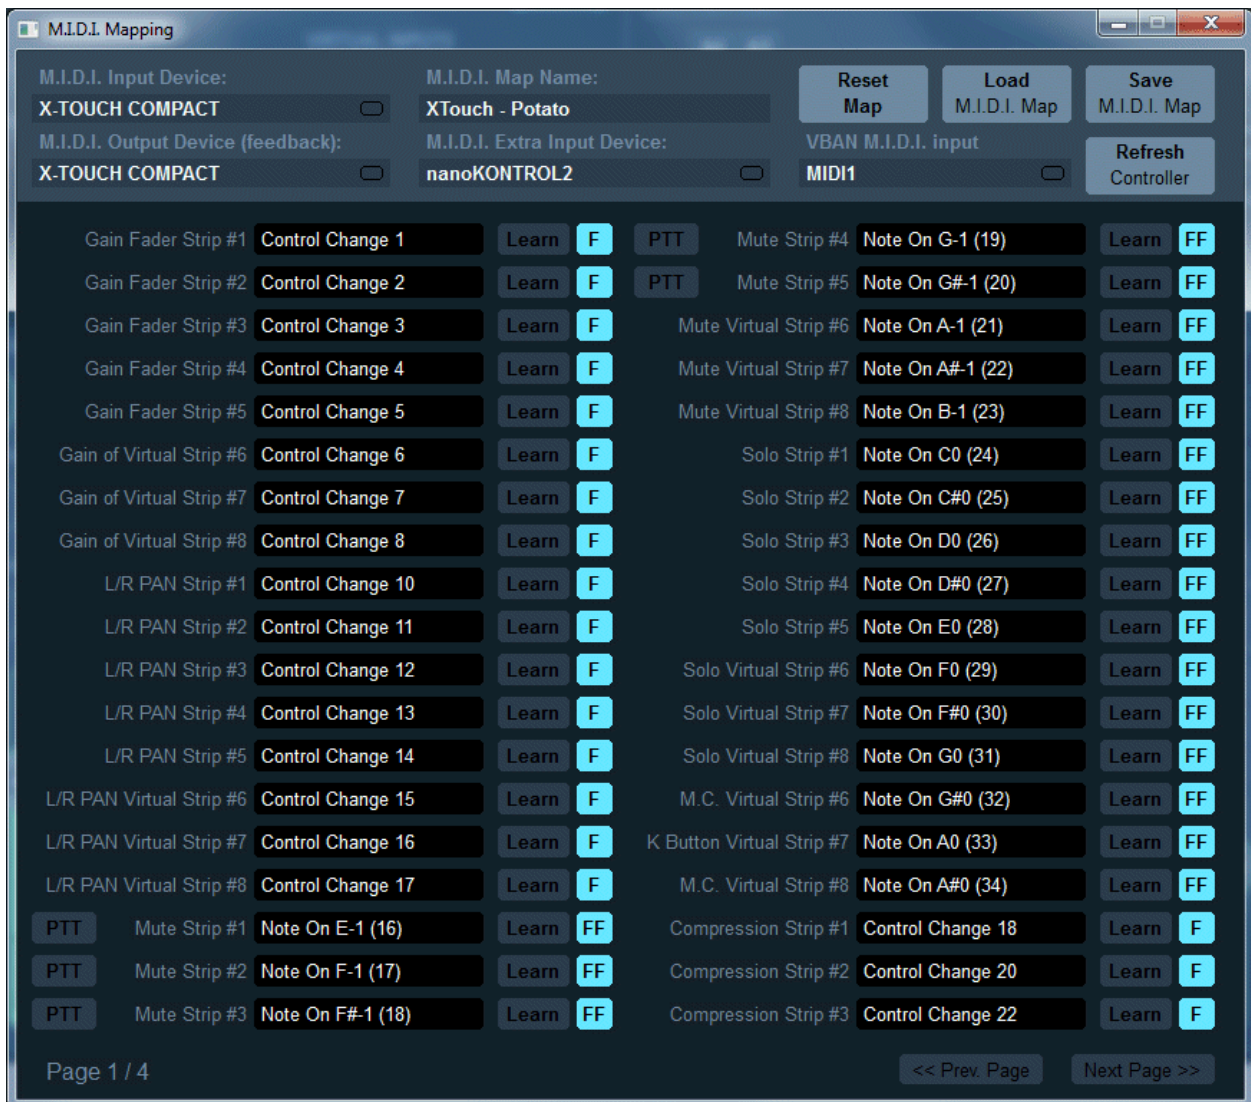 M.I.D.I. Mapping
M.I.D.I. Input Device:
X-TOUCH COMPACT
M.I.D.I. Map Name:
XTouch - Potato
Reset
Map
Load
M.I.D.I. Map
Save
M.I.D.I. Map
M.I.D.I. Output Device (feedback):
X-TOUCH COMPACT
M.I.D.I. Extra Input Device:
nanoKONTROL2
VBAN M.I.D.I. input
MIDI1
Refresh
Controller
Gain Fader Strip #1 Control Change 1 Learn F
Gain Fader Strip #2 Control Change 2 Learn F
Gain Fader Strip #3 Control Change 3 Learn F
Gain Fader Strip #4 Control Change 4 Learn F
Gain Fader Strip #5 Control Change 5 Learn F
Gain of Virtual Strip #6 Control Change 6 Learn F
Gain of Virtual Strip #7 Control Change 7 Learn F
Gain of Virtual Strip #8 Control Change 8 Learn F
L/R PAN Strip #1 Control Change 10 Learn F
L/R PAN Strip #2 Control Change 11 Learn F
L/R PAN Strip #3 Control Change 12 Learn F
L/R PAN Strip #4 Control Change 13 Learn F
L/R PAN Strip #5 Control Change 14 Learn F
L/R PAN Virtual Strip #6 Control Change 15 Learn F
L/R PAN Virtual Strip #7 Control Change 16 Learn F
L/R PAN Virtual Strip #8 Control Change 17 Learn F
PTT Mute Strip #1 Note On E-1 (16) Learn FF
PTT Mute Strip #2 Note On F-1 (17) Learn FF
PTT Mute Strip #3 Note On F#-1 (18) Learn FF
PTT Mute Strip #4 Note On G-1 (19) Learn FF
PTT Mute Strip #5 Note On G#-1 (20) Learn FF
Mute Virtual Strip #6 Note On A-1 (21) Learn FF
Mute Virtual Strip #7 Note On A#-1 (22) Learn FF
Mute Virtual Strip #8 Note On B-1 (23) Learn FF
Solo Strip #1 Note On C0 (24) Learn FF
Solo Strip #2 Note On C#0 (25) Learn FF
Solo Strip #3 Note On D0 (26) Learn FF
Solo Strip #4 Note On D#0 (27) Learn FF
Solo Strip #5 Note On E0 (28) Learn FF
Solo Virtual Strip #6 Note On F0 (29) Learn FF
Solo Virtual Strip #7 Note On F#0 (30) Learn FF
Solo Virtual Strip #8 Note On G0 (31) Learn FF
M.C. Virtual Strip #6 Note On G#0 (32) Learn FF
K Button Virtual Strip #7 Note On A0 (33) Learn FF
M.C. Virtual Strip #8 Note On A#0 (34) Learn FF
Compression Strip #1 Control Change 18 Learn F
Compression Strip #2 Control Change 20 Learn F
Compression Strip #3 Control Change 22 Learn F
Page 1 / 4
<< Prev. Page
Next Page >>